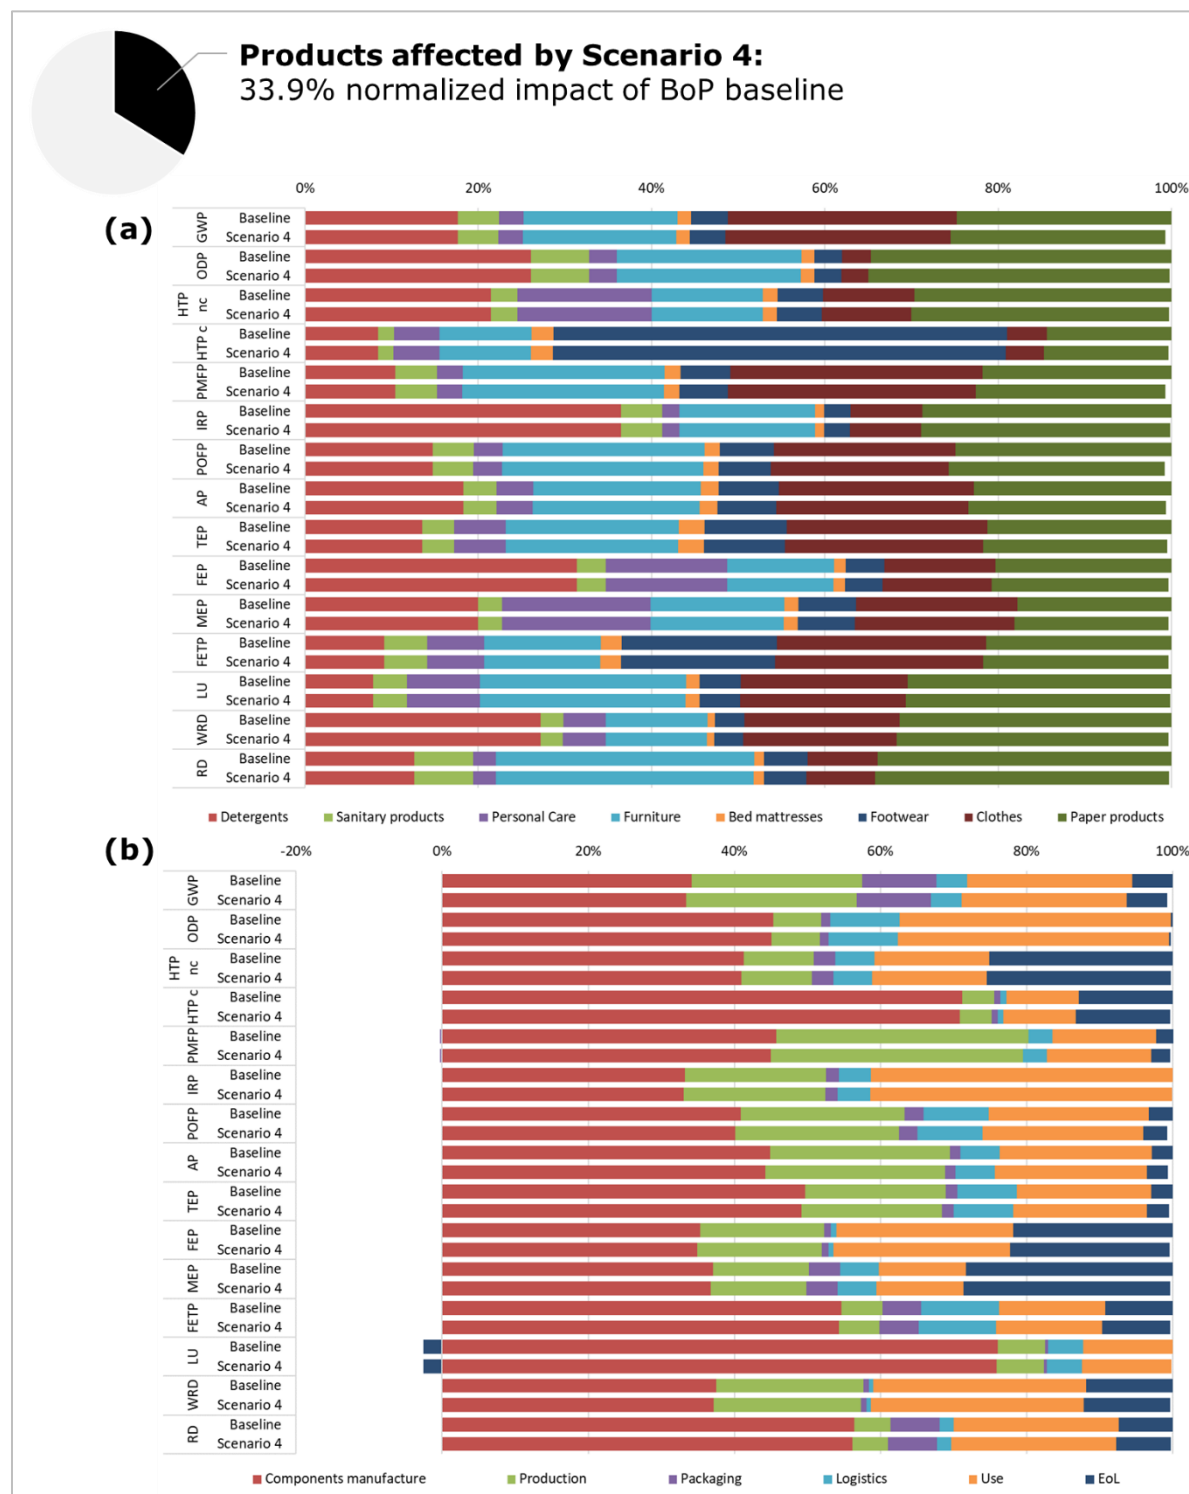 Products affected by Scenario 4:
33.9% normalized impact of BoP baseline
0% 20% 40% 60% 80% 100%
(a)
GWP Baseline
Scenario 4
ODP Baseline
Scenario 4
HTP nc Baseline
Scenario 4
HTP c Baseline
Scenario 4
PMFP Baseline
Scenario 4
IRP Baseline
Scenario 4
POFP Baseline
Scenario 4
AP Baseline
Scenario 4
TEP Baseline
Scenario 4
FEP Baseline
Scenario 4
MEP Baseline
Scenario 4
FETP Baseline
Scenario 4
LU Baseline
Scenario 4
WRD Baseline
Scenario 4
RD Baseline
Scenario 4
Detergents Sanitary products Personal Care Furniture Bed mattresses Footwear Clothes Paper products
(b)
-20% 0% 20% 40% 60% 80% 100%
GWP Baseline
Scenario 4
ODP Baseline
Scenario 4
HTP nc Baseline
Scenario 4
HTP c Baseline
Scenario 4
PMFP Baseline
Scenario 4
IRP Baseline
Scenario 4
POFP Baseline
Scenario 4
AP Baseline
Scenario 4
TEP Baseline
Scenario 4
FEP Baseline
Scenario 4
MEP Baseline
Scenario 4
FETP Baseline
Scenario 4
LU Baseline
Scenario 4
WRD Baseline
Scenario 4
RD Baseline
Scenario 4
Components manufacture Production Packaging Logistics Use EoL